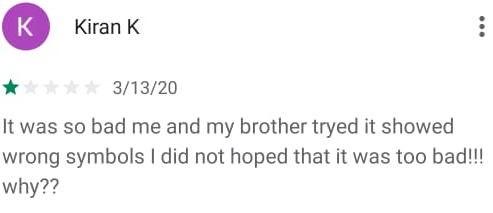 K
Kiran K
3/13/20
It was so bad me and my brother tryed it showed
wrong symbols I did not hoped that it was too bad!!!
why??